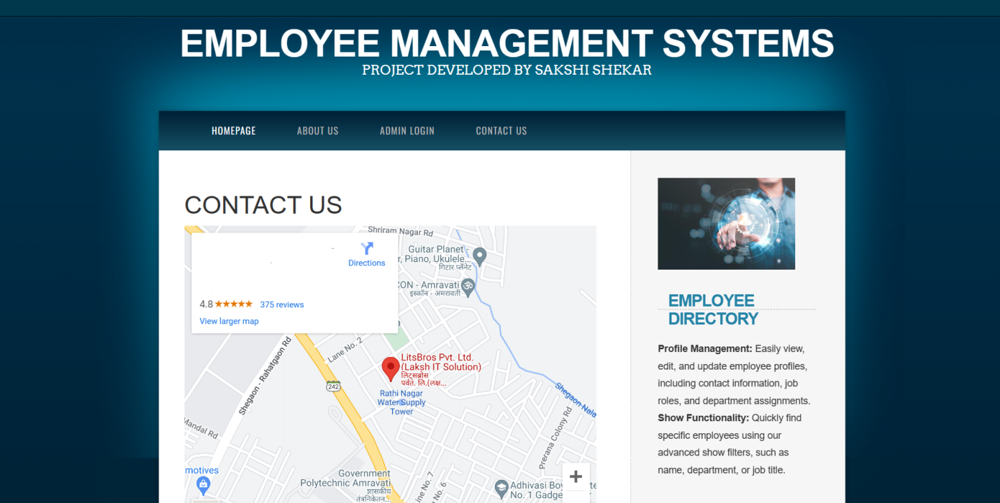 EMPLOYEE MANAGEMENT SYSTEMS
PROJECT DEVELOPED BY SAKSHI SHEKAR
HOMEPAGE ABOUT US ADMIN LOGIN CONTACT US
CONTACT US
Shriram Nagar Rd
Directions
4.8 375 reviews
View larger map
Guitar Planet -
r, Piano, Ukulele...
गिटार प्लॅनेट
CON - Amravati
इस्कॉन - अमरावती
a
Lane No. 2
Shegaon - Rahatgaon Rd
242
LitsBros Pvt. Ltd.
(Laksh IT Solution)
लिट्सब्रोस
पर्वत. लि.(लक्ष...
Rathi Nagar
Water Supply
Tower
Shegaon Nala
Mandal Rd
Prerana Colony Rd
motives
Government
Polytechnic Amravati
शासकीय
तंत्रनिकेतन...
ine No. 7
No. 6
Adhivasi Boy
te
No. 1 Gadge
+
EMPLOYEE
DIRECTORY
Profile Management: Easily view,
edit, and update employee profiles,
including contact information, job
roles, and department assignments.
Show Functionality: Quickly find
specific employees using our
advanced show filters, such as
name, department, or job title.